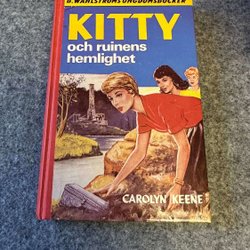 B. WAHLSTRÖMS UNGDOMSBÖCKER
KITTY
och ruinens
hemlighet
CAROLYN KEENE